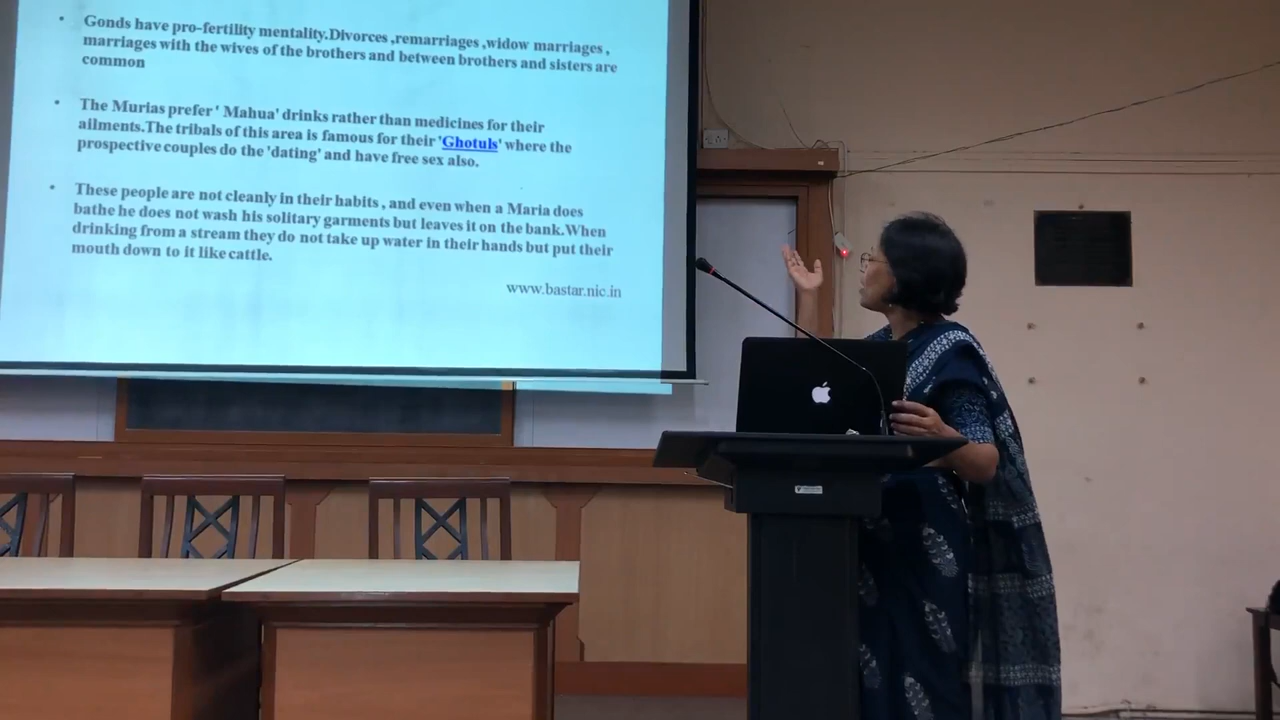 Gonds have pro-fertility mentality.Divorces ,remarriages ,widow marriages ,
marriages with the wives of the brothers and between brothers and sisters are
common
The Murias prefer ' Mahua' drinks rather than medicines for their
ailments.The tribals of this area is famous for their 'Ghotuls' where the
prospective couples do the 'dating' and have free sex also.
These people are not cleanly in their habits , and even when a Maria does
bathe he does not wash his solitary garments but leaves it on the bank.When
drinking from a stream they do not take up water in their hands but put their
mouth down to it like cattle.
www.bastar.nic.in